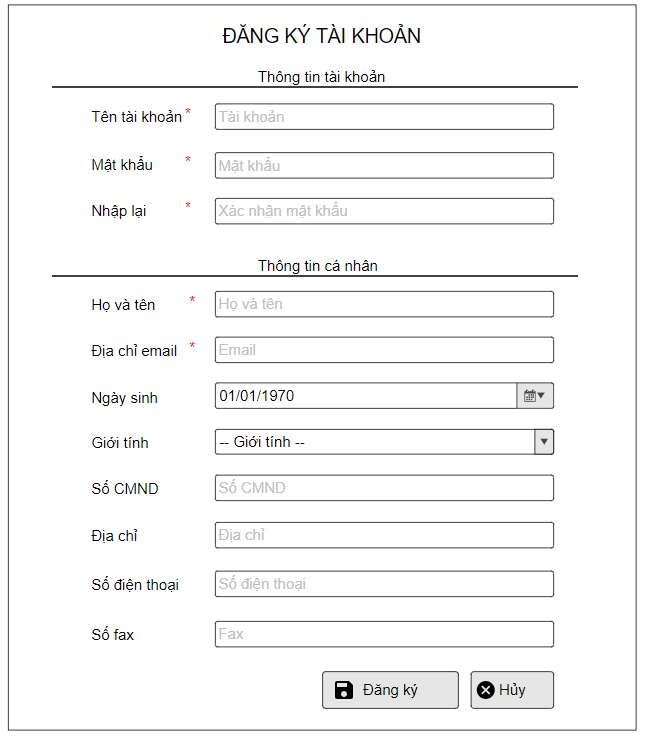 ĐĂNG KÝ TÀI KHOẢN
Thông tin tài khoản
Tên tài khoản * Tài khoản
Mật khẩu * Mật khẩu
Nhập lại * Xác nhận mật khẩu
Thông tin cá nhân
Họ và tên * Họ và tên
Địa chỉ email * Email
Ngày sinh 01/01/1970
Giới tính -- Giới tính --
Số CMND Số CMND
Địa chỉ Địa chỉ
Số điện thoại Số điện thoại
Số fax Fax
Đăng ký Hủy